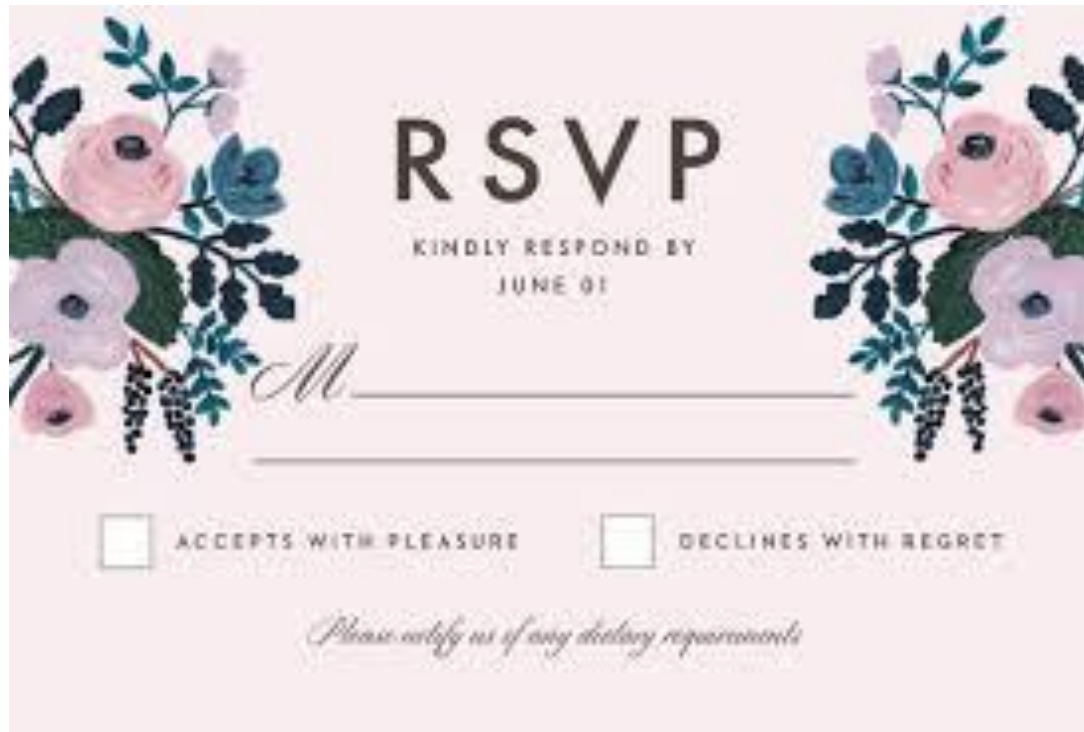 RSVP
KINDLY RESPOND BY
JUNE 01
M
ACCEPTS WITH PLEASURE
DECLINES WITH REGRET
Please notify us of any dietary requirements